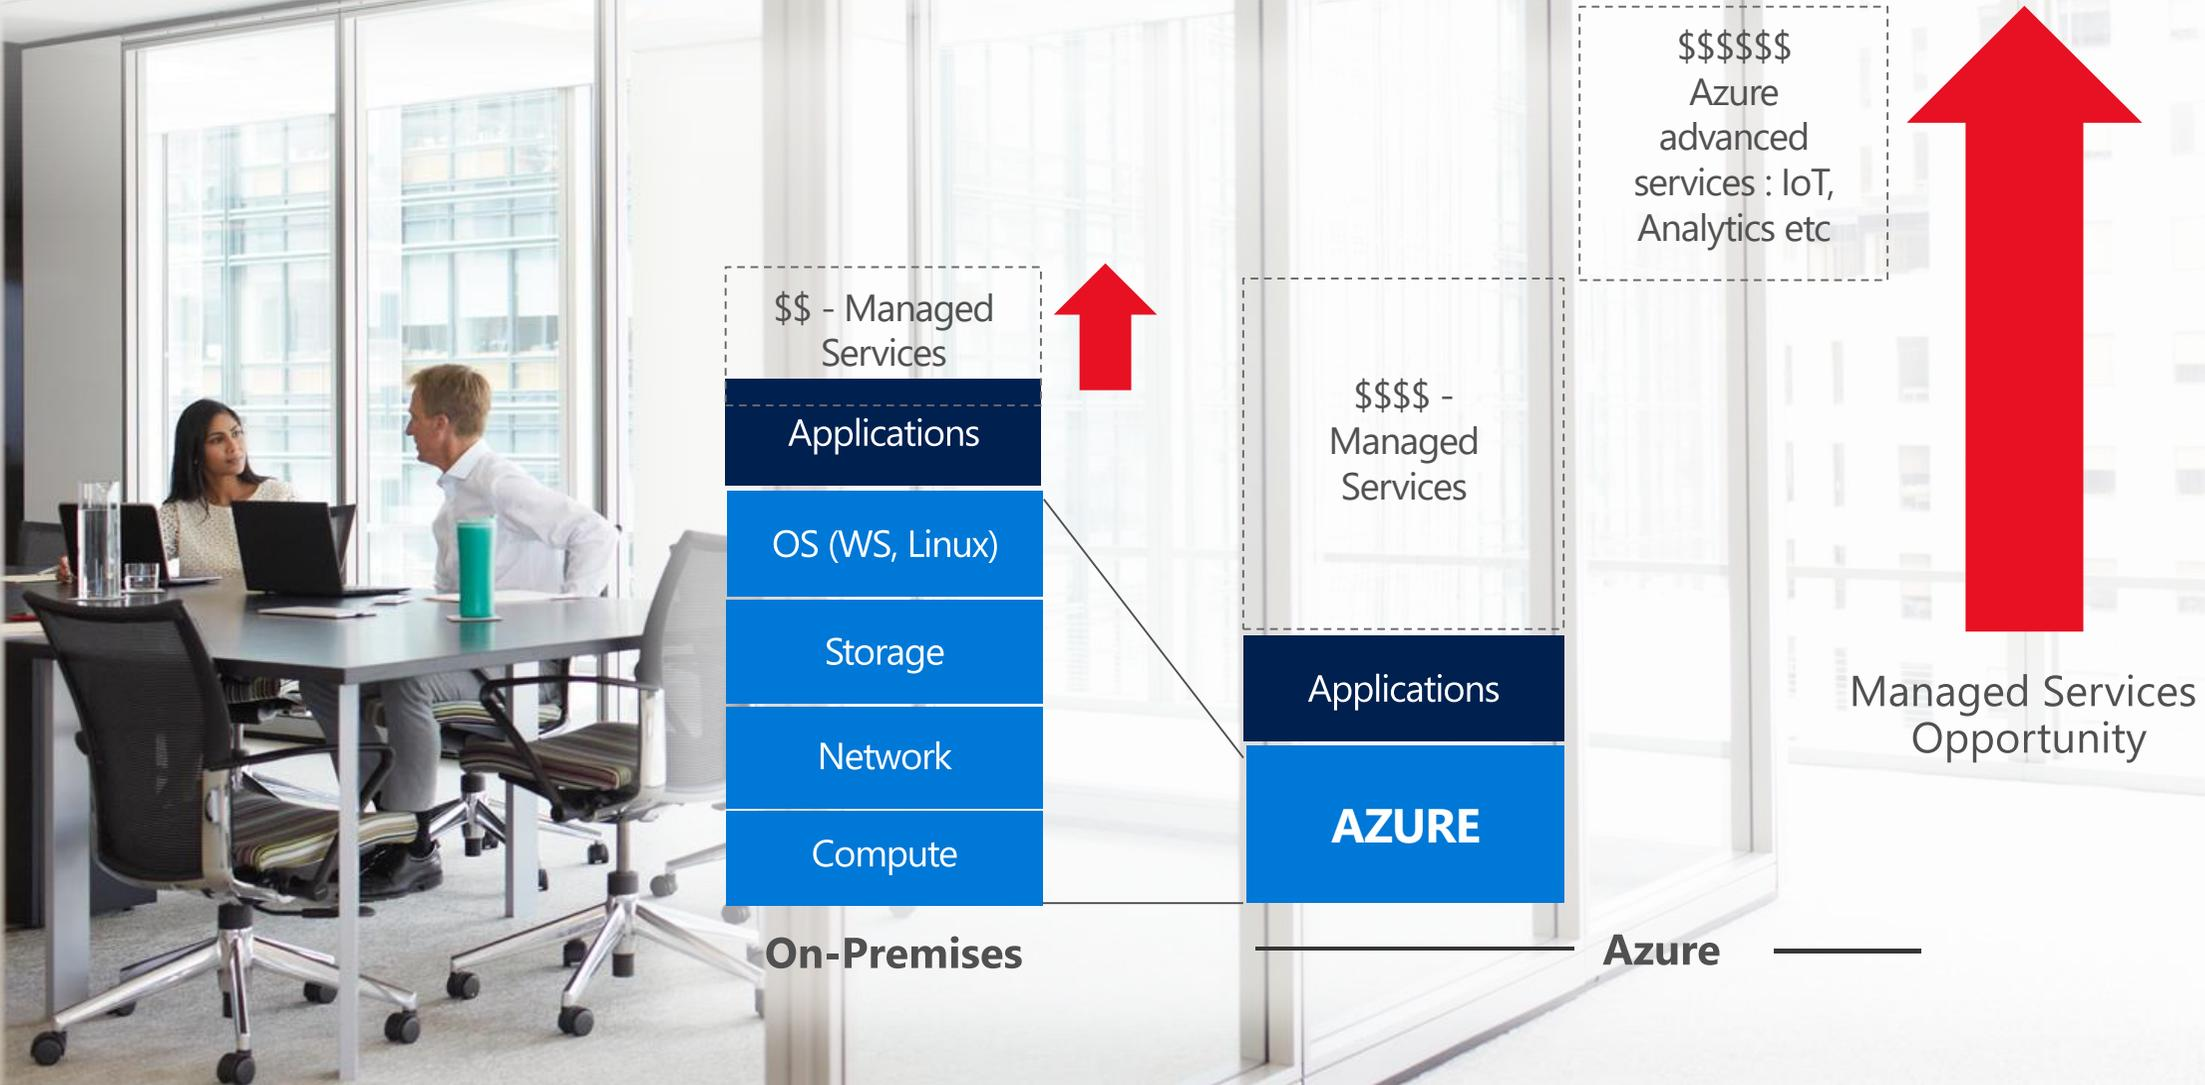 $$ - Managed
Services
Applications
OS (WS, Linux)
Storage
Network
Compute
On-Premises
$$$$ -
Managed
Services
Applications
AZURE
$$$$$$
Azure
advanced
services : IoT,
Analytics etc
Azure
Managed Services
Opportunity